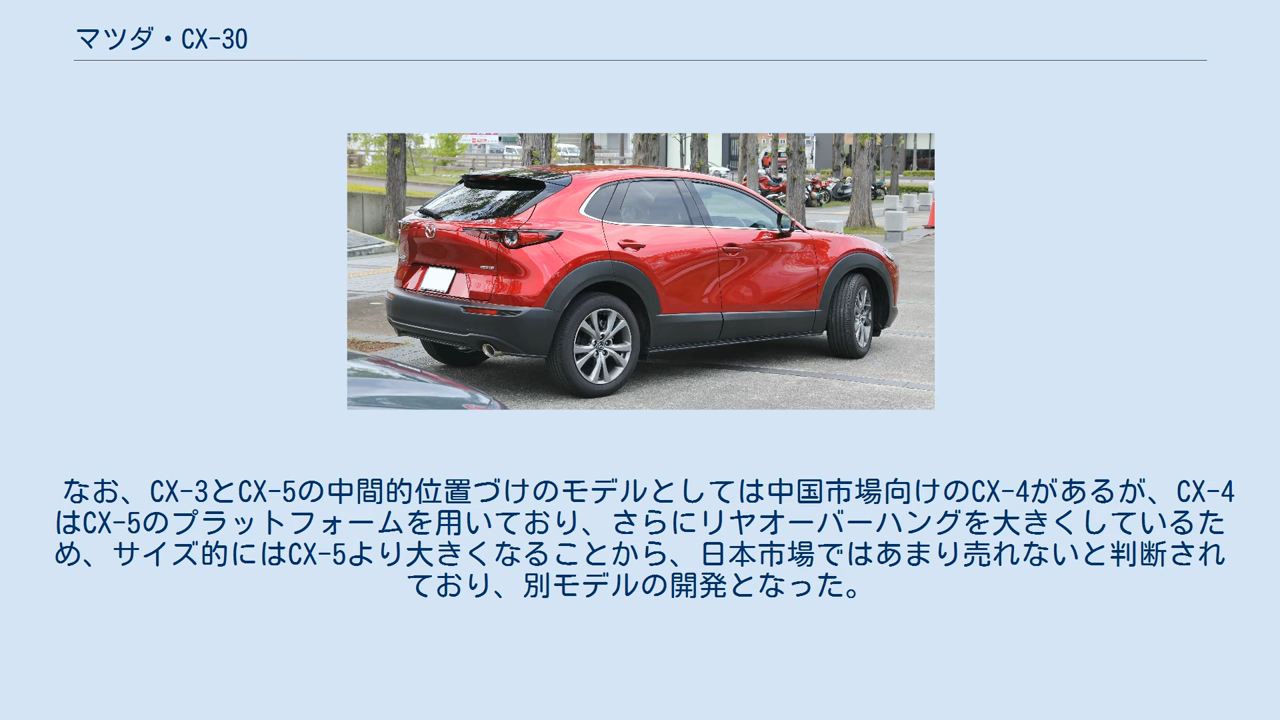 マツダ・CX-30
なお、CX-3とCX-5の中間的位置づけのモデルとしては中国市場向けのCX-4があるが、CX-4
はCX-5のプラットフォームを用いており、さらにリヤオーバーハングを大きくしているた
め、サイズ的にはCX-5より大きくなることから、日本市場ではあまり売れないと判断され
ており、別モデルの開発となった。